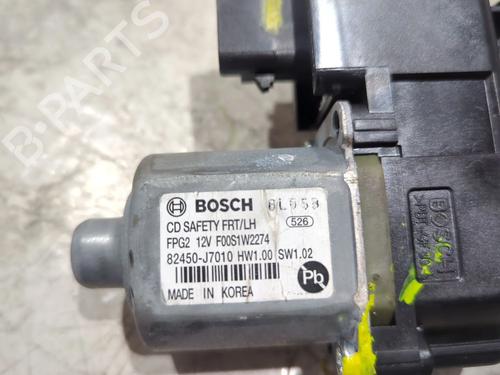 BOSCH 8L053
CD SAFETY FRT/LH 526
FPG2 12V F00S1W2274
82450-J7010 HW1.00 SW1.02
Pb
MADE IN KOREA
BOSCH
B-PARTS